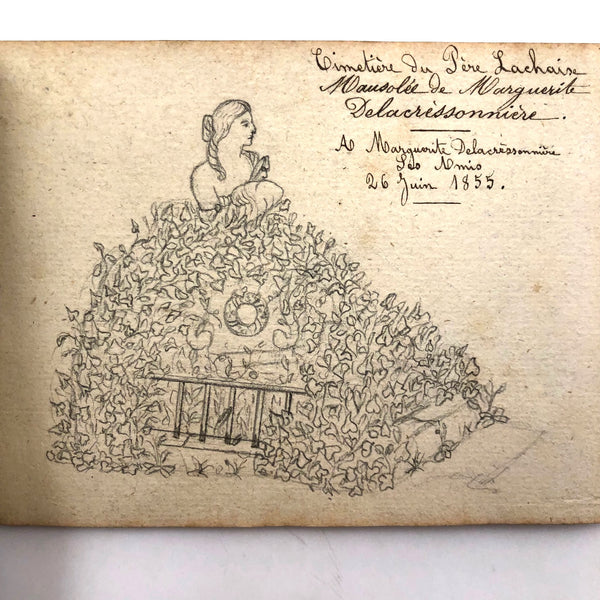 Cimetière du Père Lachaise
Mausolée de Marguerite
Delacressonnière.
A Marguerite Delacressonnière
Ses Amis
26 Juin 1855.